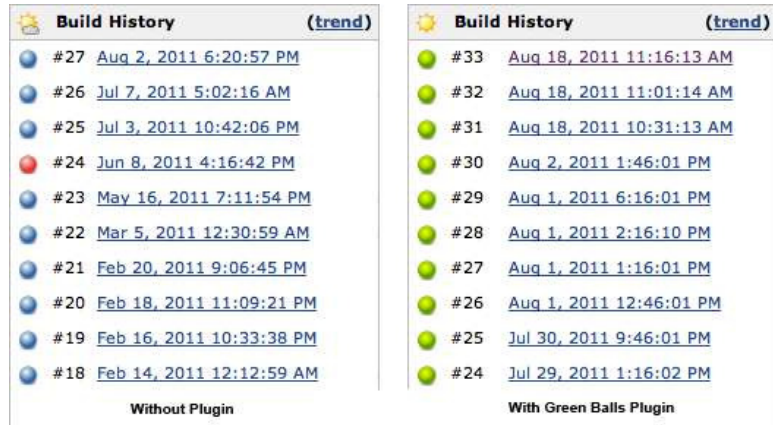 Build History (trend)
#27 Aug 2, 2011 6:20:57 PM
#26 Jul 7, 2011 5:02:16 AM
#25 Jul 3, 2011 10:42:06 PM
#24 Jun 8, 2011 4:16:42 PM
#23 May 16, 2011 7:11:54 PM
#22 Mar 5, 2011 12:30:59 AM
#21 Feb 20, 2011 9:06:45 PM
#20 Feb 18, 2011 11:09:21 PM
#19 Feb 16, 2011 10:33:38 PM
#18 Feb 14, 2011 12:12:59 AM
Without Plugin
Build History (trend)
#33 Aug 18, 2011 11:16:13 AM
#32 Aug 18, 2011 11:01:14 AM
#31 Aug 18, 2011 10:31:13 AM
#30 Aug 2, 2011 1:46:01 PM
#29 Aug 1, 2011 6:16:01 PM
#28 Aug 1, 2011 2:16:10 PM
#27 Aug 1, 2011 1:16:01 PM
#26 Aug 1, 2011 12:46:01 PM
#25 Jul 30, 2011 9:46:01 PM
#24 Jul 29, 2011 1:16:02 PM
With Green Balls Plugin